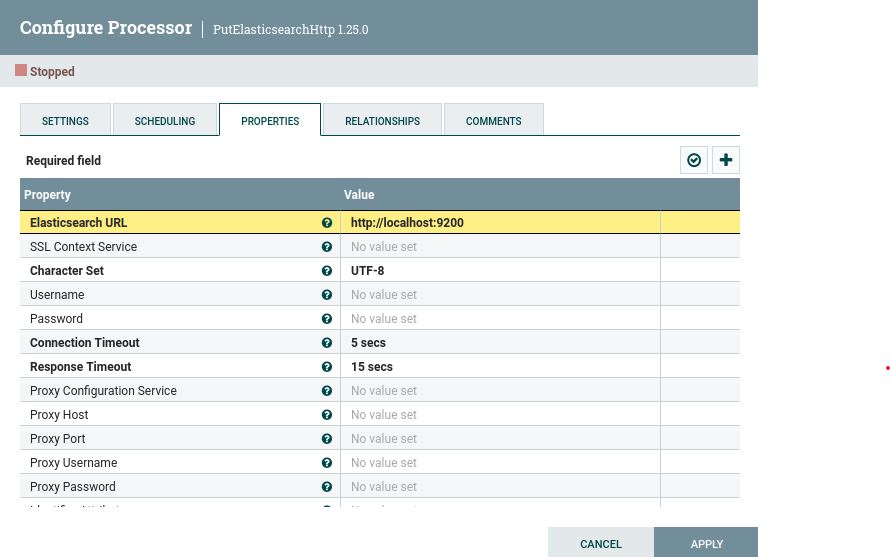 Configure Processor | PutElasticsearchHttp 1.25.0
Stopped
SETTINGS SCHEDULING PROPERTIES RELATIONSHIPS COMMENTS
Required field
Property Value
Elasticsearch URL http://localhost:9200
SSL Context Service No value set
Character Set UTF-8
Username No value set
Password No value set
Connection Timeout 5 secs
Response Timeout 15 secs
Proxy Configuration Service No value set
Proxy Host No value set
Proxy Port No value set
Proxy Username No value set
Proxy Password No value set
CANCEL APPLY